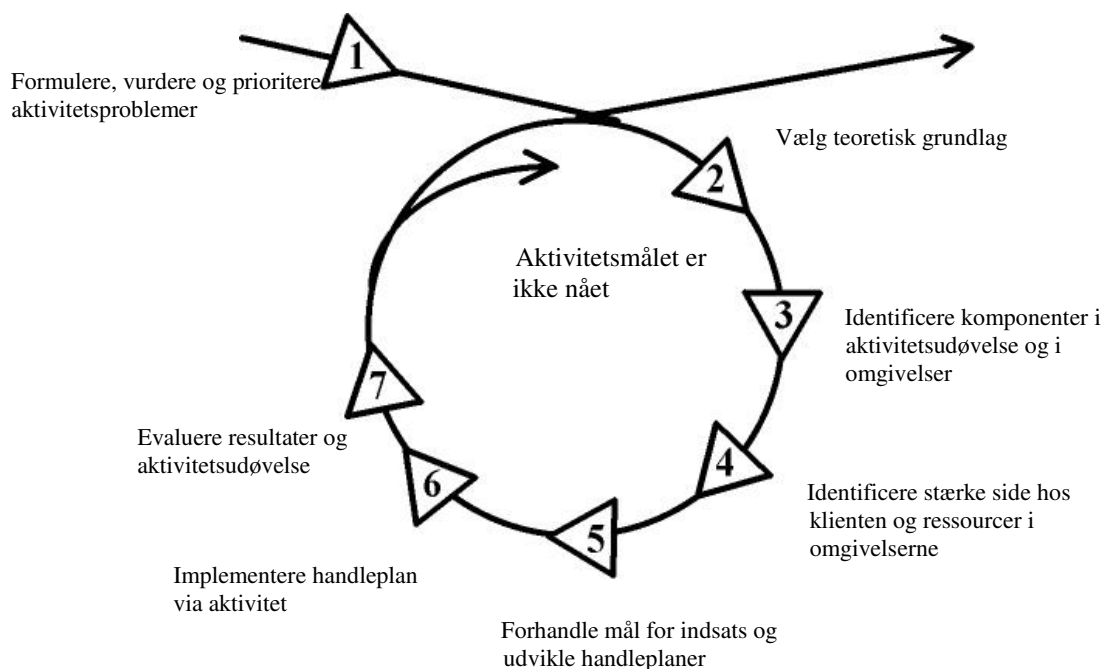 1
Formulere, vurdere og prioritere
aktivitetsproblemer
2
Vælg teoretisk grundlag
Aktivitetsmålet er
ikke nået
3
Identificere komponenter i
aktivitetsudøvelse og i
omgivelser
4
Identificere stærke side hos
klienten og ressourcer i
omgivelserne
5
Forhandle mål for indsats og
udvikle handleplaner
6
Implementere handleplan
via aktivitet
7
Evaluere resultater og
aktivitetsudøvelse